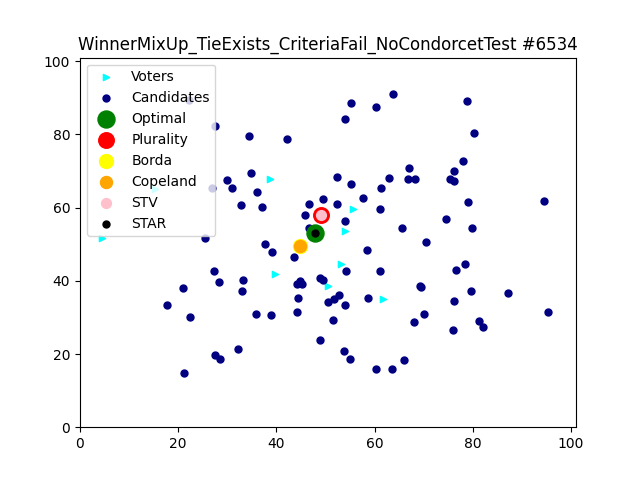 WinnerMixUp_TieExists_CriteriaFail_NoCondorcetTest #6534
Voters
Candidates
Optimal
Plurality
Borda
Copeland
STV
STAR
100
80
60
40
20
0
0 20 40 60 80 100